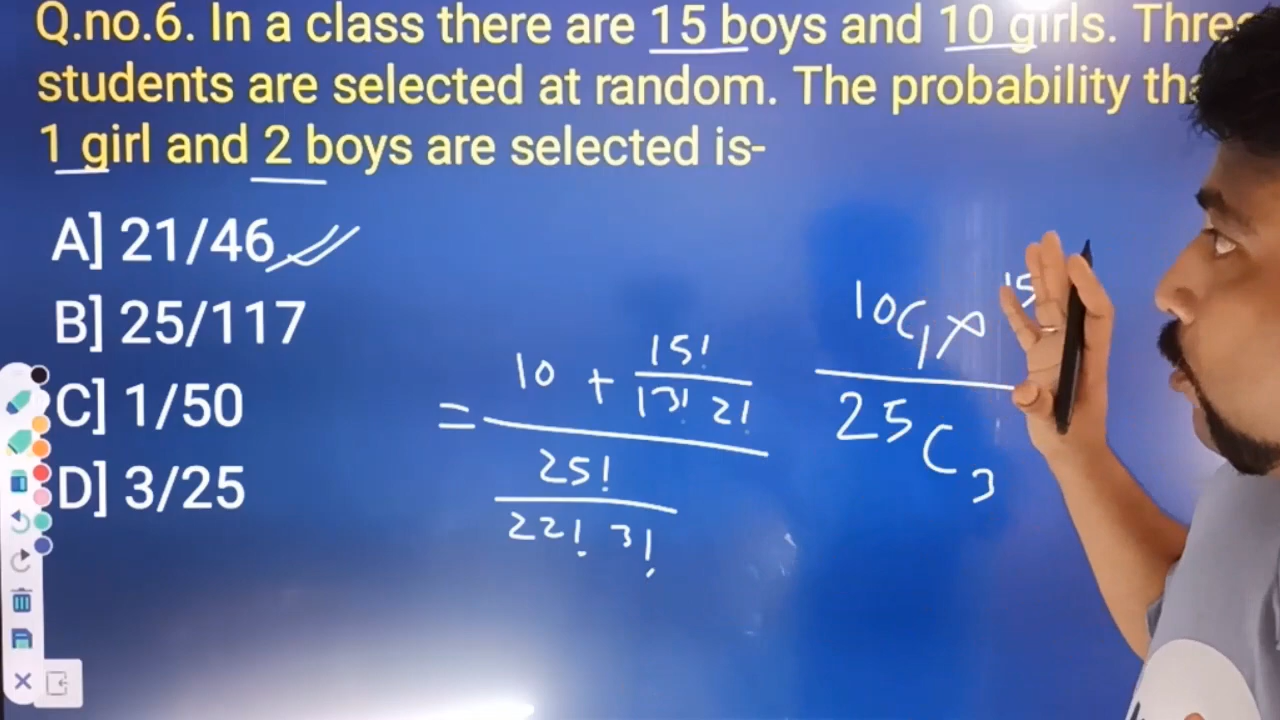 Q.no.6. In a class there are 15 boys and 10 girls.
students are selected at random. The probability
1 girl and 2 boys are selected is-
A] 21/46
B] 25/117
C] 1/50
D] 3/25
10C1 × 15
25C3
= 10 + 15!
13! 2!
25!
22! 3!